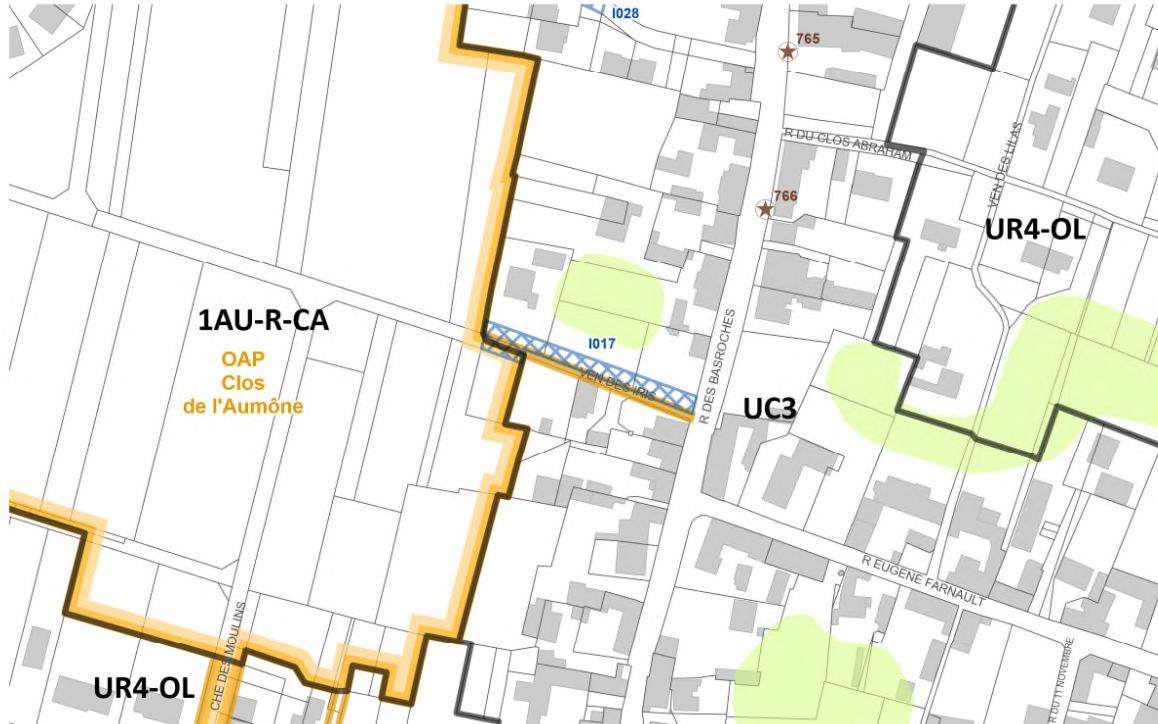 I028
765
R DU CLOS ABRAHAM
VEN DES LILAS
766
UR4-OL
1AU-R-CA
OAP
Clos
de l'Aumône
I017
VEN DES IRIS
R DES BASROCHES
UC3
R EUGENE FARNAULT
CHE DES MOULINS
UR4-OL
R DU 11 NOVEMBRE